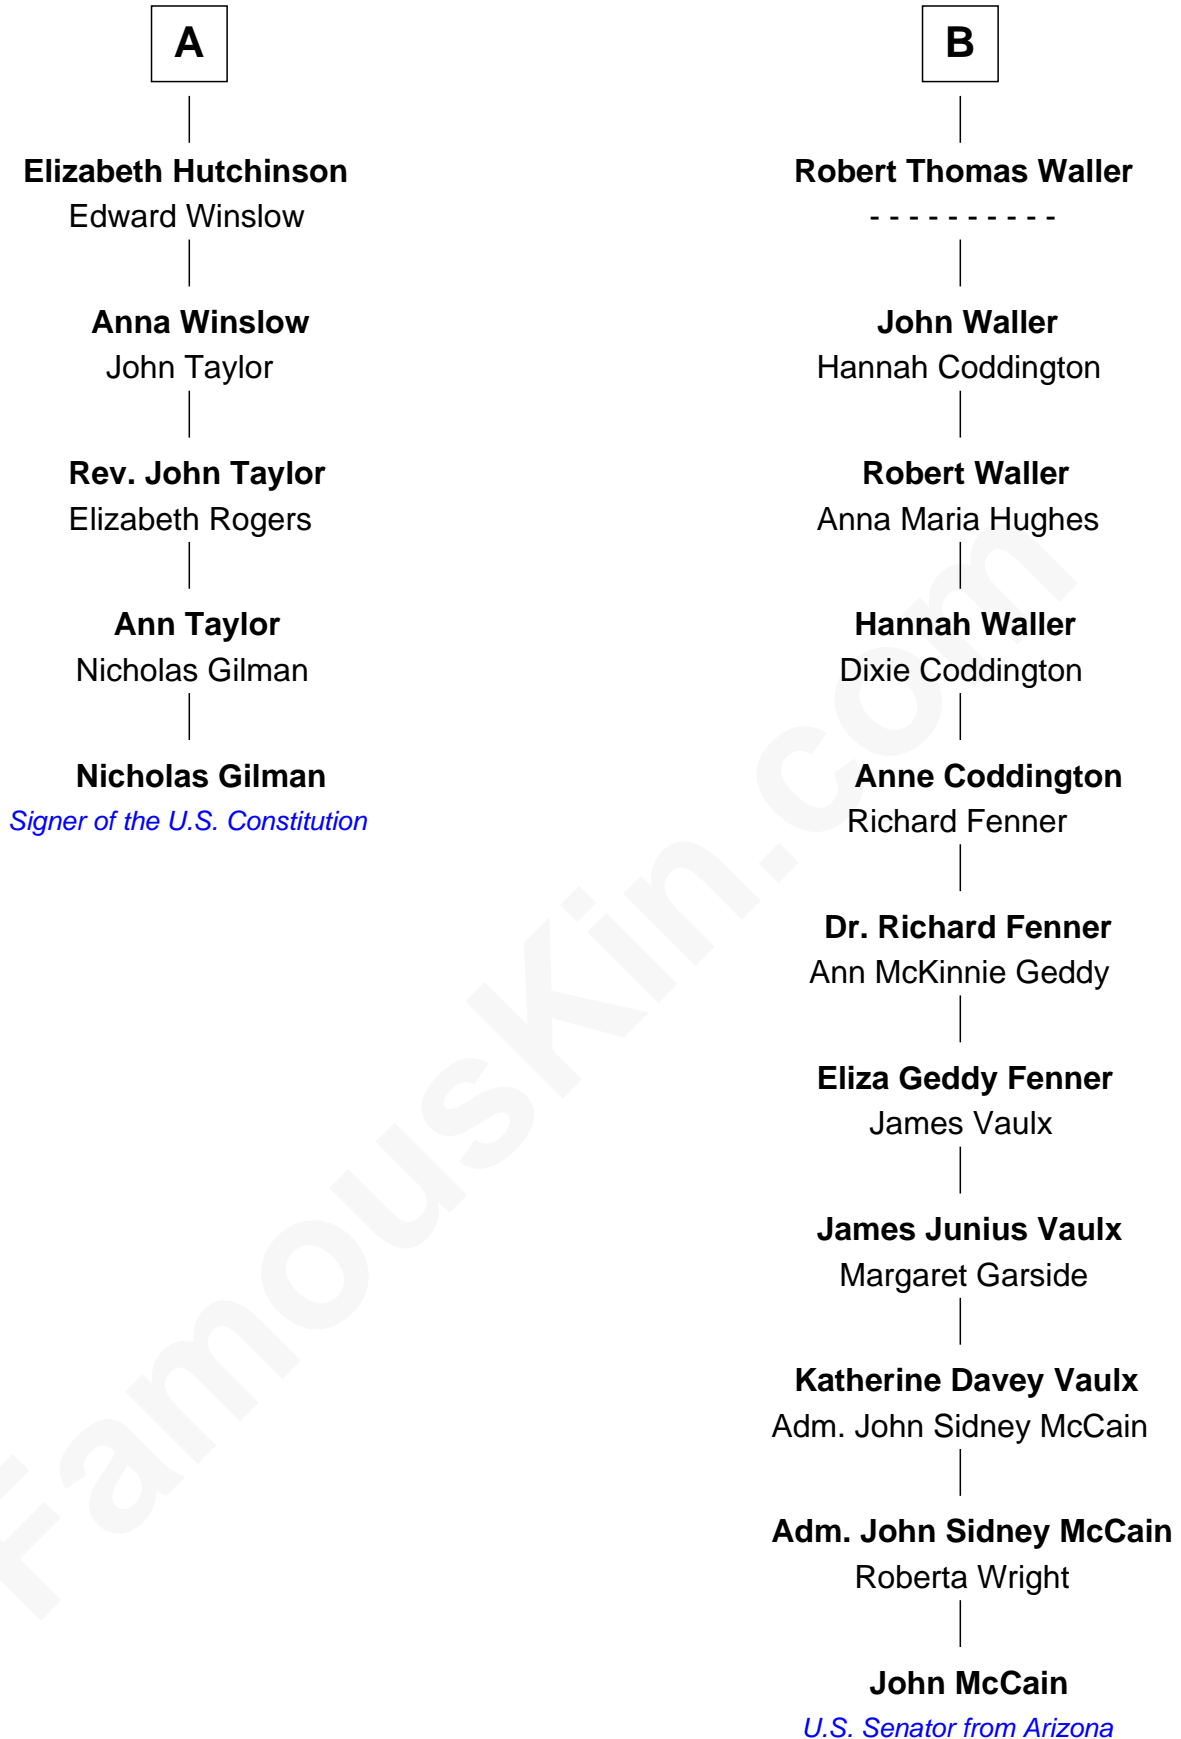 A
Elizabeth Hutchinson
Edward Winslow
Anna Winslow
John Taylor
Rev. John Taylor
Elizabeth Rogers
Ann Taylor
Nicholas Gilman
Nicholas Gilman
Signer of the U.S. Constitution
B
Robert Thomas Waller
- - - - - - - - - -
John Waller
Hannah Coddington
Robert Waller
Anna Maria Hughes
Hannah Waller
Dixie Coddington
Anne Coddington
Richard Fenner
Dr. Richard Fenner
Ann McKinnie Geddy
Eliza Geddy Fenner
James Vaulx
James Junius Vaulx
Margaret Garside
Katherine Davey Vaulx
Adm. John Sidney McCain
Adm. John Sidney McCain
Roberta Wright
John McCain
U.S. Senator from Arizona
FamousKin.com